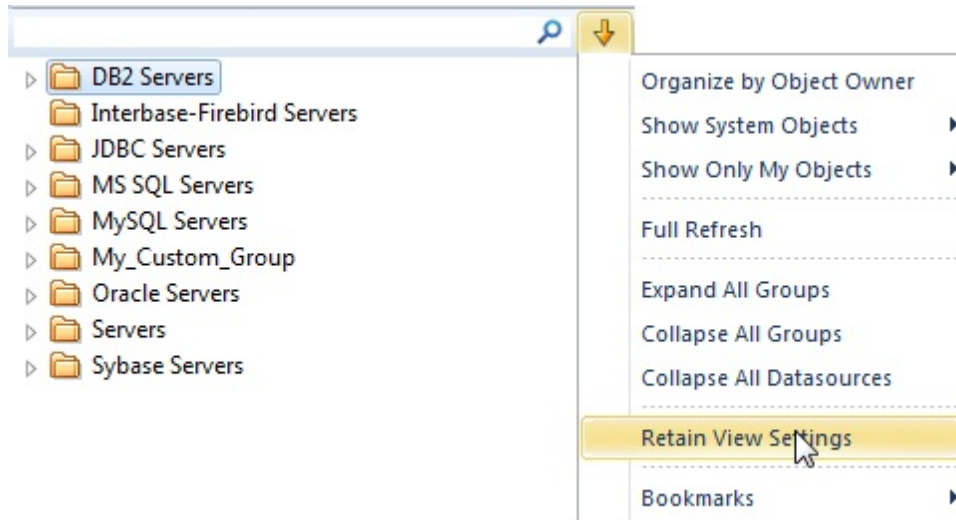 DB2 Servers
Interbase-Firebird Servers
JDBC Servers
MS SQL Servers
MySQL Servers
My_Custom_Group
Oracle Servers
Servers
Sybase Servers
Organize by Object Owner
Show System Objects
Show Only My Objects
Full Refresh
Expand All Groups
Collapse All Groups
Collapse All Datasources
Retain View Settings
Bookmarks